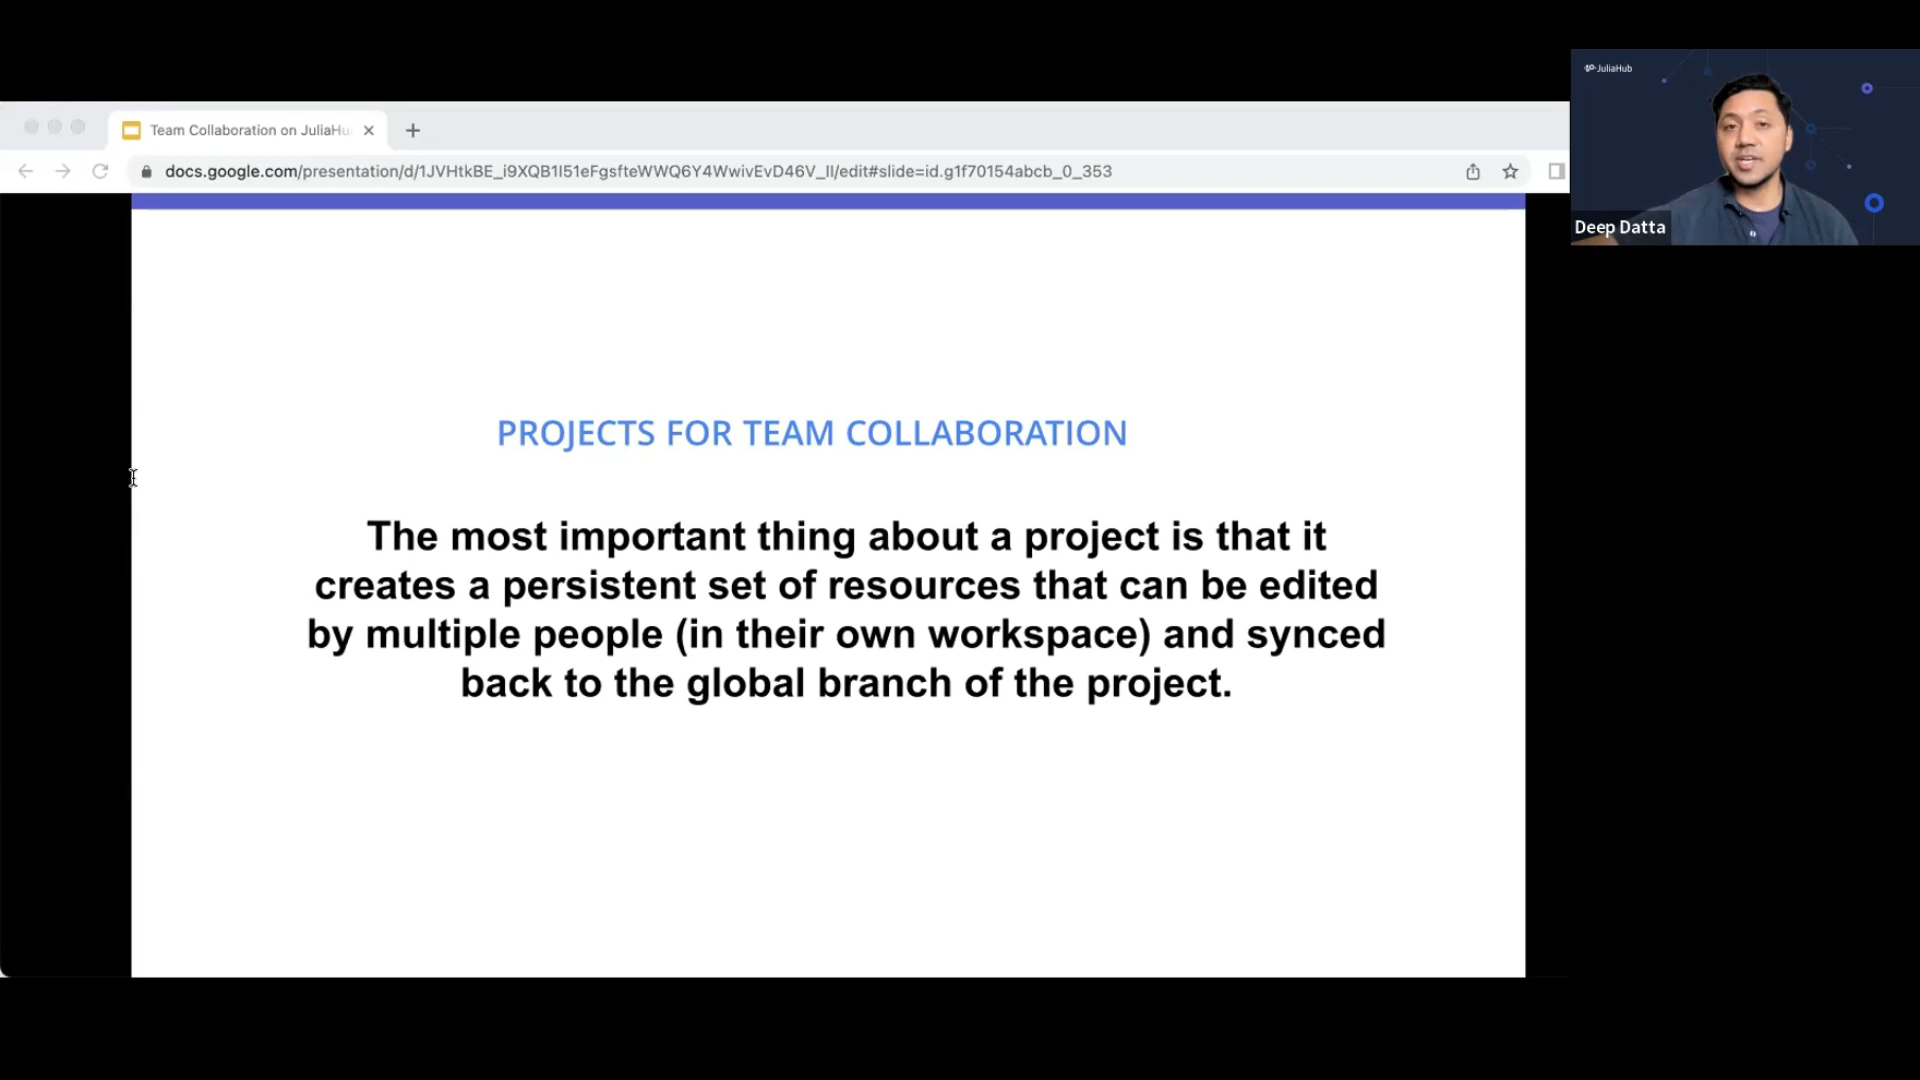 JuliaHub
Team Collaboration on JuliaHu
docs.google.com/presentation/d/1JVHtkBE_i9XQB1I51eFgsfteWWQ6Y4WwivEvD46V_II/edit#slide=id.g1f70154abcb_0_353
Deep Datta
PROJECTS FOR TEAM COLLABORATION
The most important thing about a project is that it
creates a persistent set of resources that can be edited
by multiple people (in their own workspace) and synced
back to the global branch of the project.